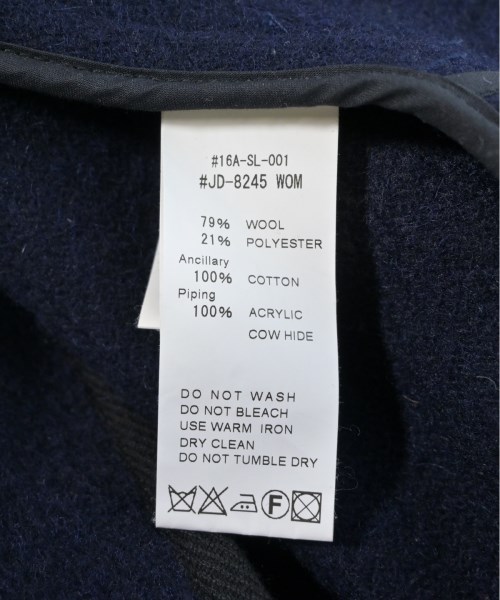 #16A-SL-001
#JD-8245 WOM
79% WOOL
21% POLYESTER
Ancillary
100% COTTON
Piping
100% ACRYLIC
COW HIDE
DO NOT WASH
DO NOT BLEACH
USE WARM IRON
DRY CLEAN
DO NOT TUMBLE DRY
F